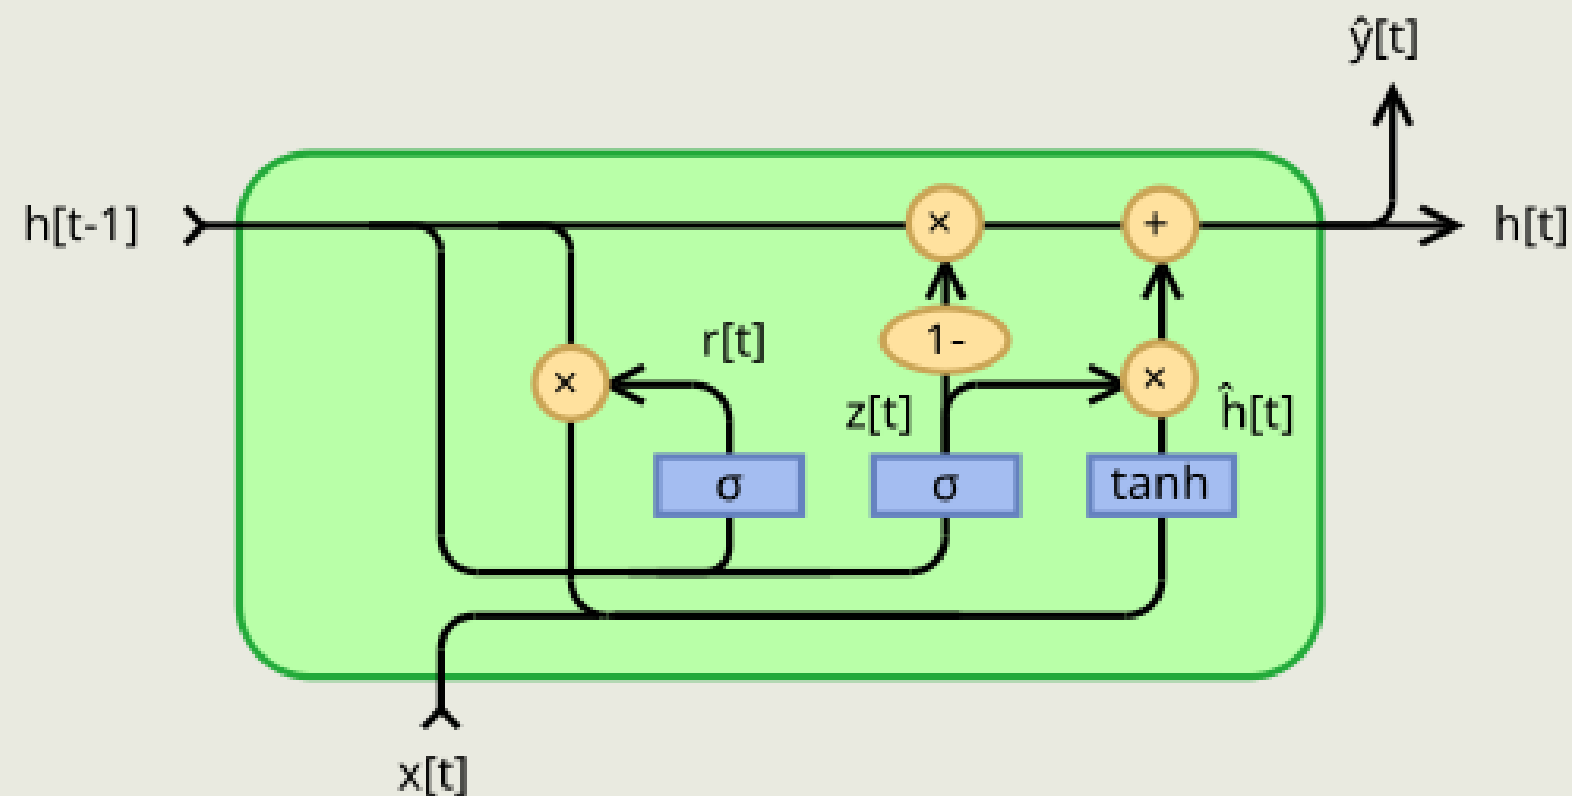 ŷ[t]
h[t-1]
×
+
h[t]
r[t]
1-
×
×
z[t]
ĥ[t]
σ
σ
tanh
x[t]